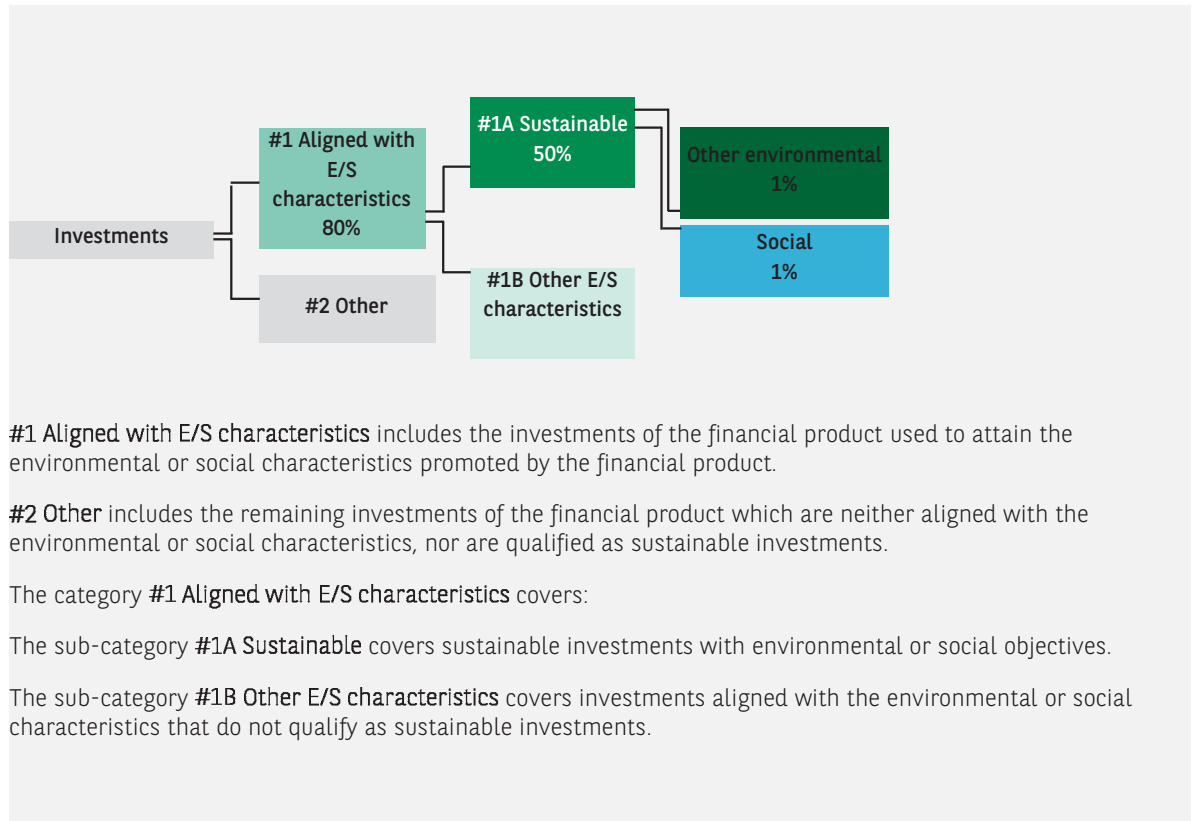 #1 Aligned with
E/S
characteristics
80%
#1A Sustainable
50%
Other environmental
1%
Investments
Social
1%
#2 Other
#1B Other E/S
characteristics
#1 Aligned with E/S characteristics includes the investments of the financial product used to attain the
environmental or social characteristics promoted by the financial product.
#2 Other includes the remaining investments of the financial product which are neither aligned with the
environmental or social characteristics, nor are qualified as sustainable investments.
The category #1 Aligned with E/S characteristics covers:
The sub-category #1A Sustainable covers sustainable investments with environmental or social objectives.
The sub-category #1B Other E/S characteristics covers investments aligned with the environmental or social
characteristics that do not qualify as sustainable investments.